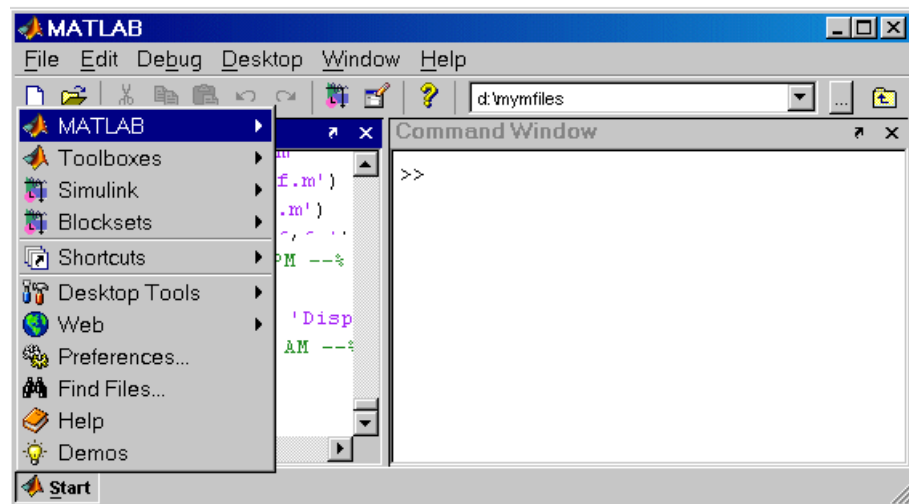 MATLAB
File Edit Debug Desktop Window Help
d:\mymfiles
MATLAB
Toolboxes
Simulink
Blocksets
Shortcuts
Desktop Tools
Web
Preferences...
Find Files...
Help
Demos
Start
f.m')
.m')
PM --%
'Disp
AM --%
Command Window
>>